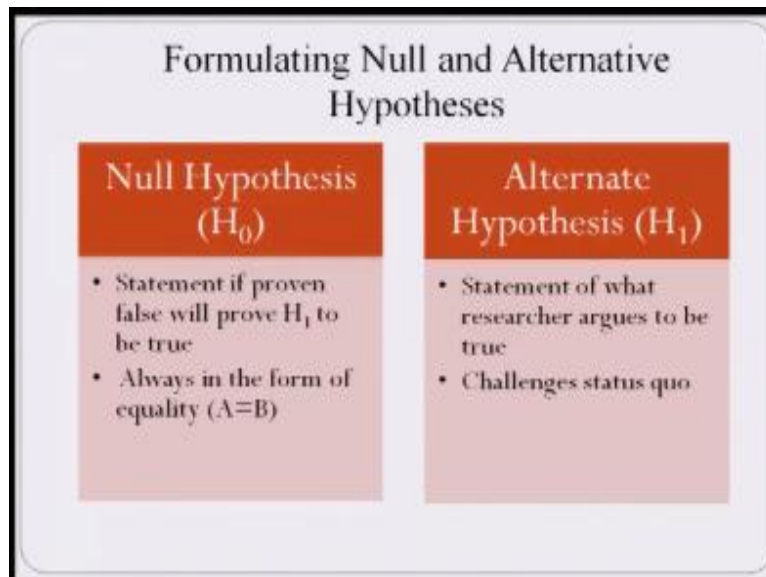 Formulating Null and Alternative
Hypotheses
Null Hypothesis
(H₀)
• Statement if proven
false will prove H₁ to
be true
• Always in the form of
equality (A=B)
Alternate
Hypothesis (H₁)
• Statement of what
researcher argues to be
true
• Challenges status quo